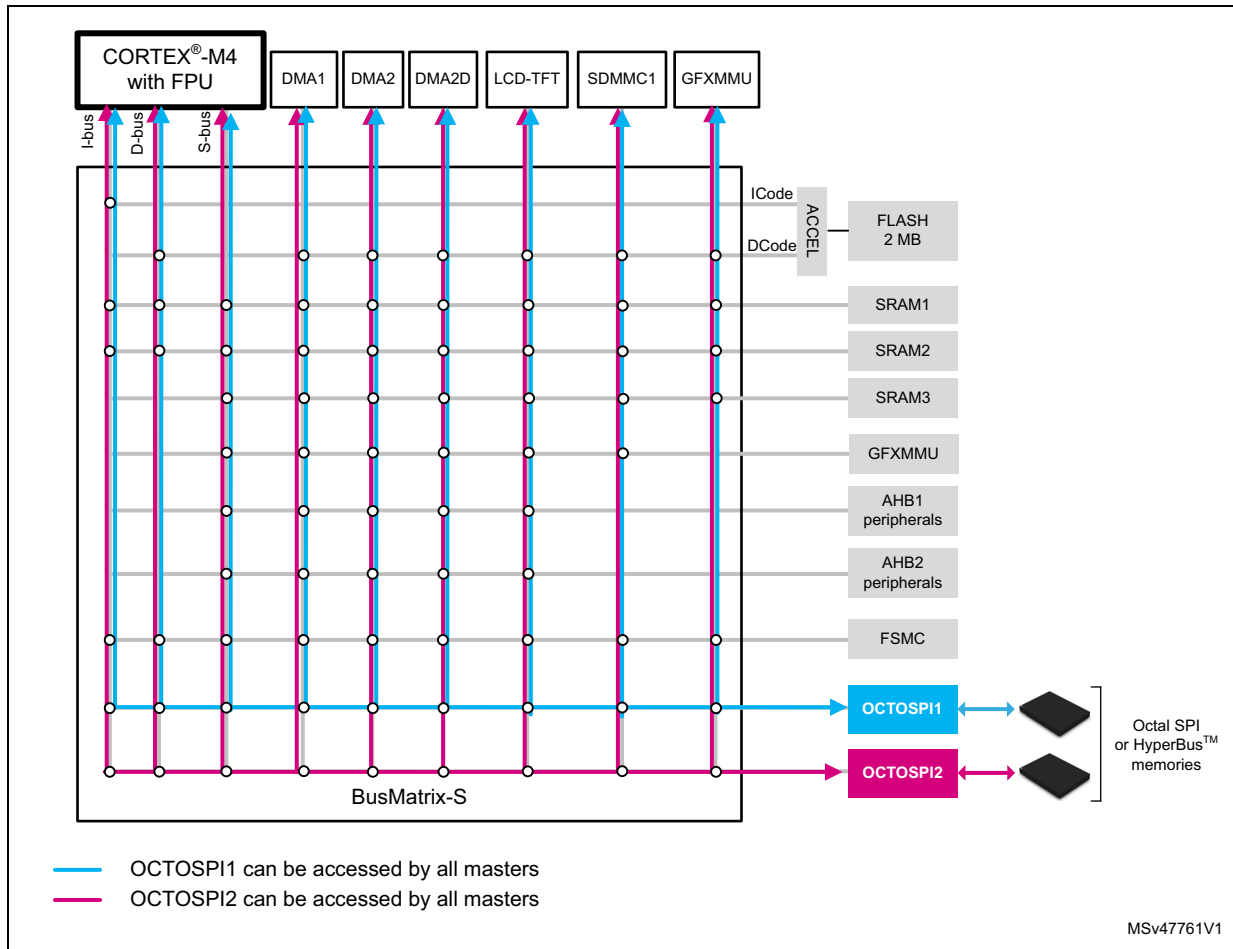 CORTEX®-M4
with FPU
DMA1
DMA2
DMA2D
LCD-TFT
SDMMC1
GFXMMU
I-bus
D-bus
S-bus
ICode
DCode
ACCEL
FLASH
2 MB
SRAM1
SRAM2
SRAM3
GFXMMU
AHB1
peripherals
AHB2
peripherals
FSMC
OCTOSPI1
OCTOSPI2
Octal SPI
or HyperBus™
memories
BusMatrix-S
OCTOSPI1 can be accessed by all masters
OCTOSPI2 can be accessed by all masters
MSv47761V1